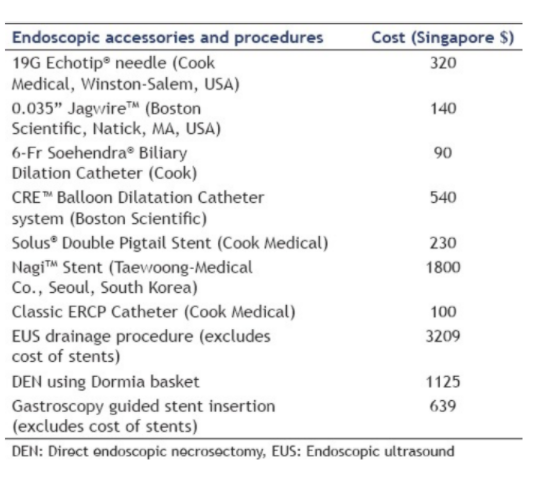 Endoscopic accessories and procedures Cost (Singapore $)
19G Echotip® needle (Cook 320
Medical, Winston-Salem, USA)
0.035” Jagwire™ (Boston 140
Scientific, Natick, MA, USA)
6-Fr Soehendra® Biliary 90
Dilation Catheter (Cook)
CRE™ Balloon Dilatation Catheter 540
system (Boston Scientific)
Solus® Double Pigtail Stent (Cook Medical) 230
Nagi™ Stent (Taewoong-Medical 1800
Co., Seoul, South Korea)
Classic ERCP Catheter (Cook Medical) 100
EUS drainage procedure (excludes 3209
cost of stents)
DEN using Dormia basket 1125
Gastroscopy guided stent insertion 639
(excludes cost of stents)
DEN: Direct endoscopic necrosectomy, EUS: Endoscopic ultrasound